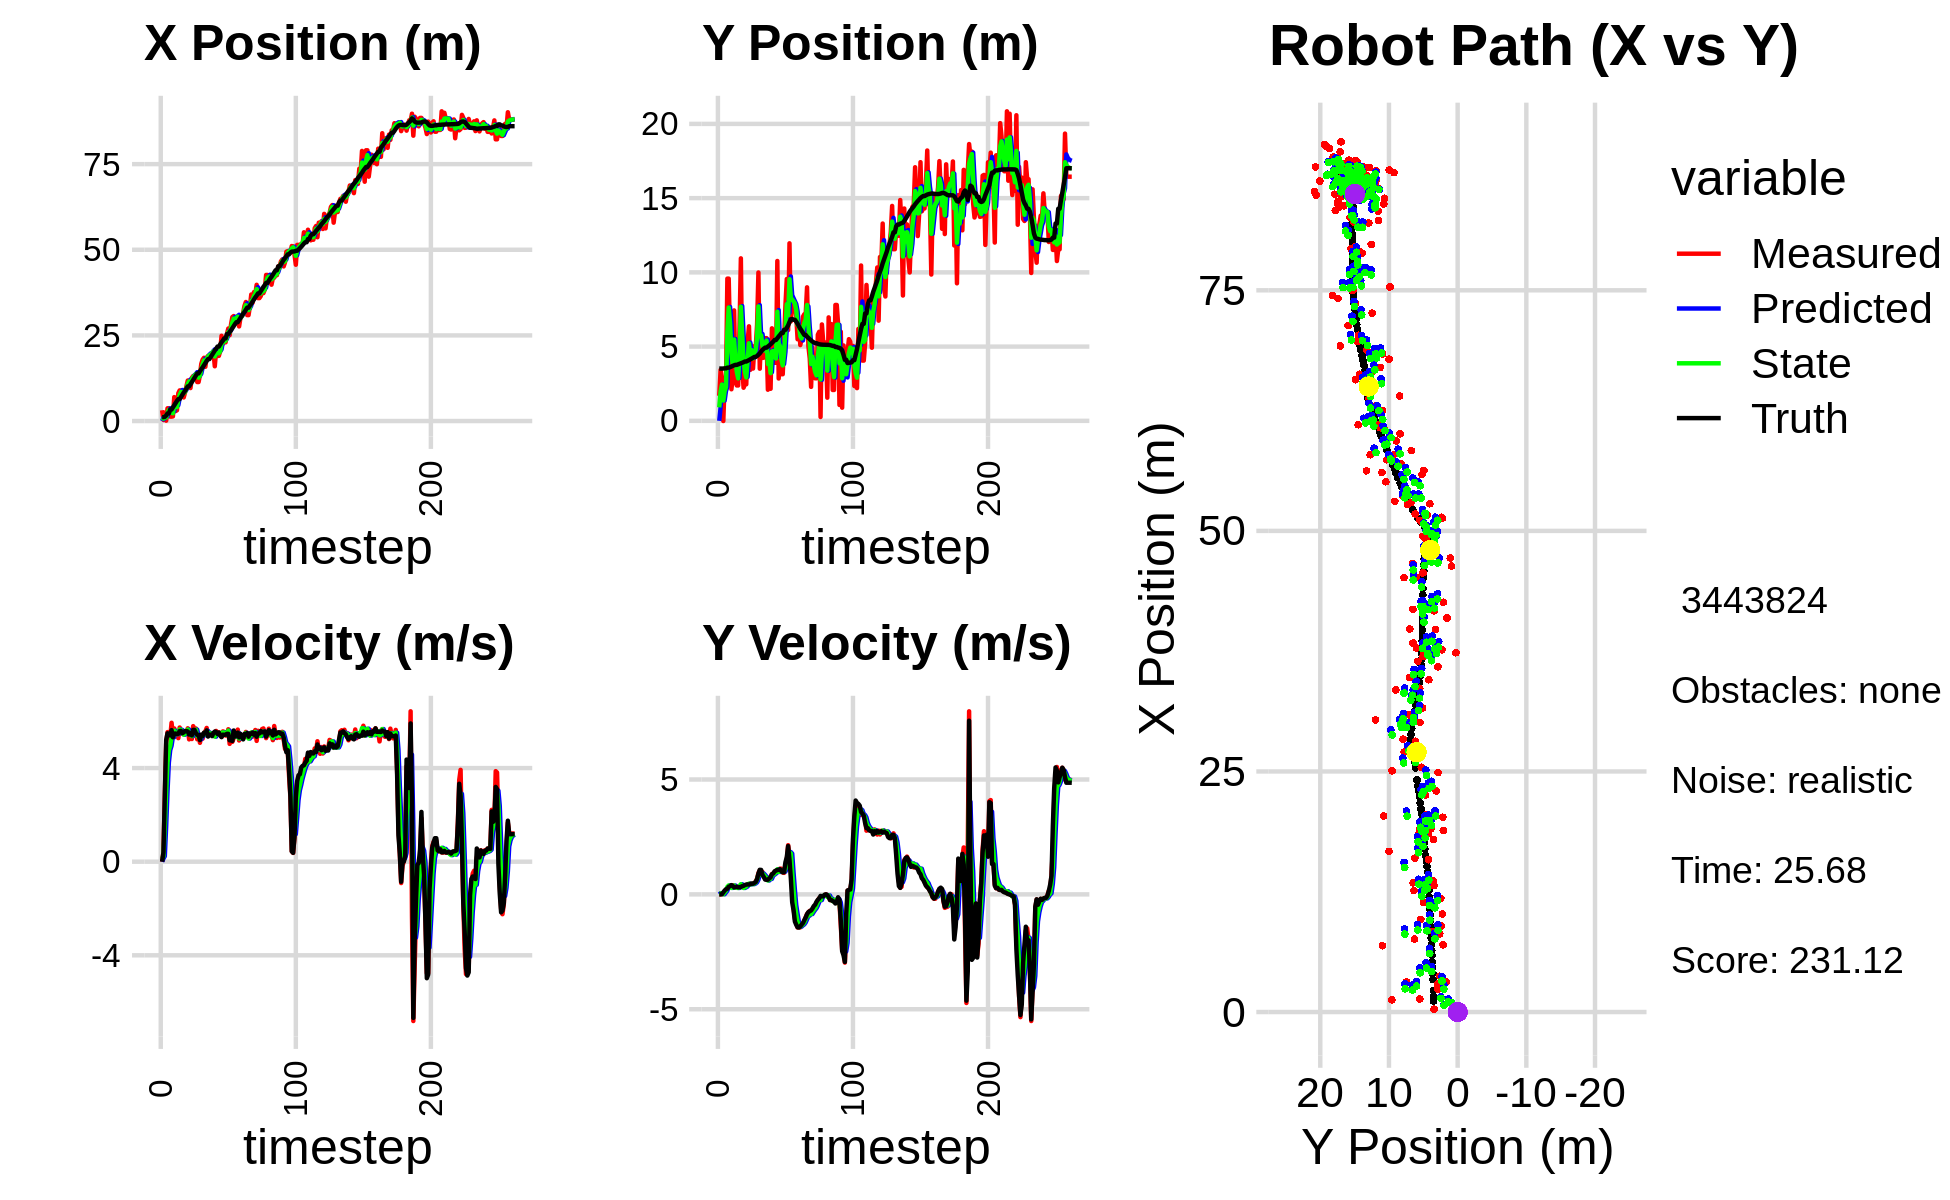 X Position (m)
75
50
25
0
0
100
200
timestep
Y Position (m)
20
15
10
5
0
0
100
200
timestep
X Velocity (m/s)
4
0
-4
0
100
200
timestep
Y Velocity (m/s)
5
0
-5
0
100
200
timestep
Robot Path (X vs Y)
X Position (m)
75
50
25
0
20 10 0 -10 -20
Y Position (m)
variable
Measured
Predicted
State
Truth
3443824
Obstacles: none
Noise: realistic
Time: 25.68
Score: 231.12